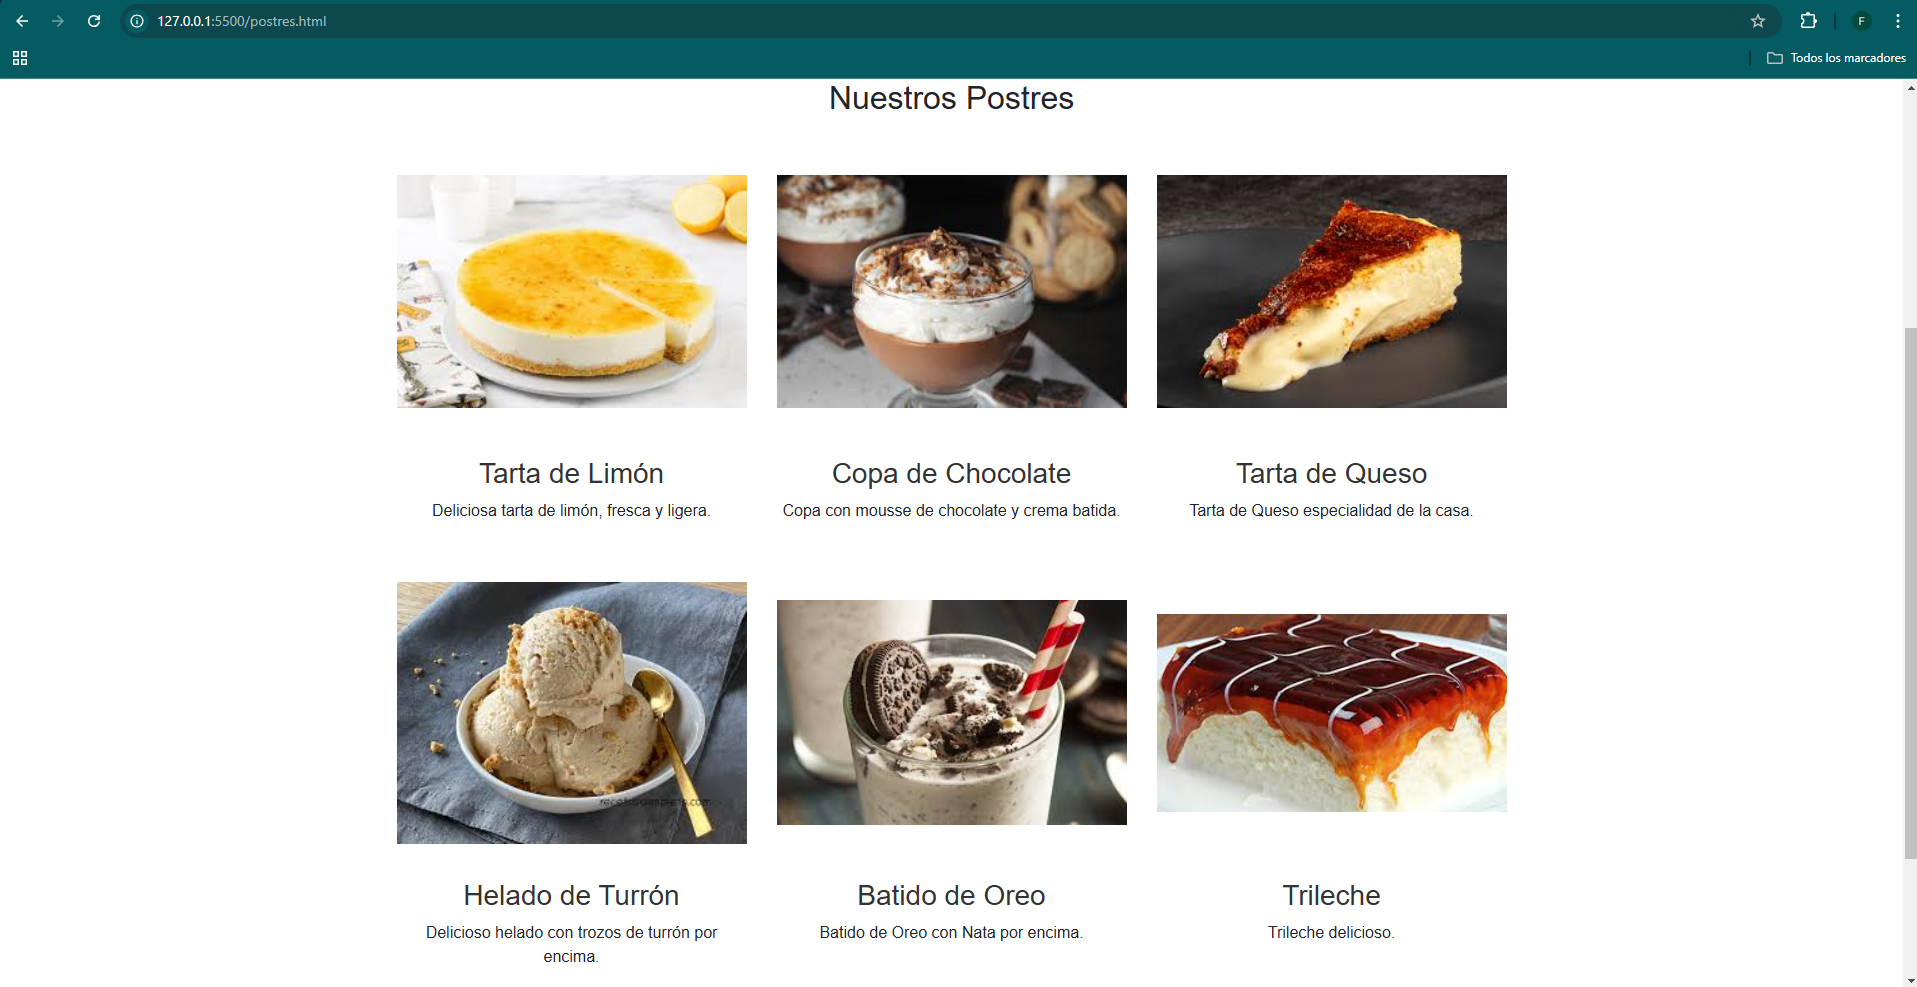 127.0.0.1:5500/postres.html
F
Todos los marcadores
Nuestros Postres
Tarta de Limón
Copa de Chocolate
Tarta de Queso
Deliciosa tarta de limón, fresca y ligera.
Copa con mousse de chocolate y crema batida.
Tarta de Queso especialidad de la casa.
Helado de Turrón
Batido de Oreo
Trileche
Delicioso helado con trozos de turrón por
encima.
Batido de Oreo con Nata por encima.
Trileche delicioso.